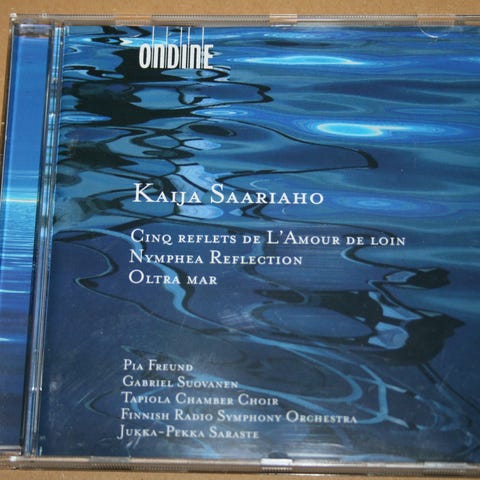 ONDINE
KAIJA SAARIAHO
CINQ REFLETS DE L'AMOUR DE LOIN
NYMPHEA REFLECTION
OLTRA MAR
PIA FREUND
GABRIEL SUOVANEN
TAPIOLA CHAMBER CHOIR
FINNISH RADIO SYMPHONY ORCHESTRA
JUKKA-PEKKA SARASTE